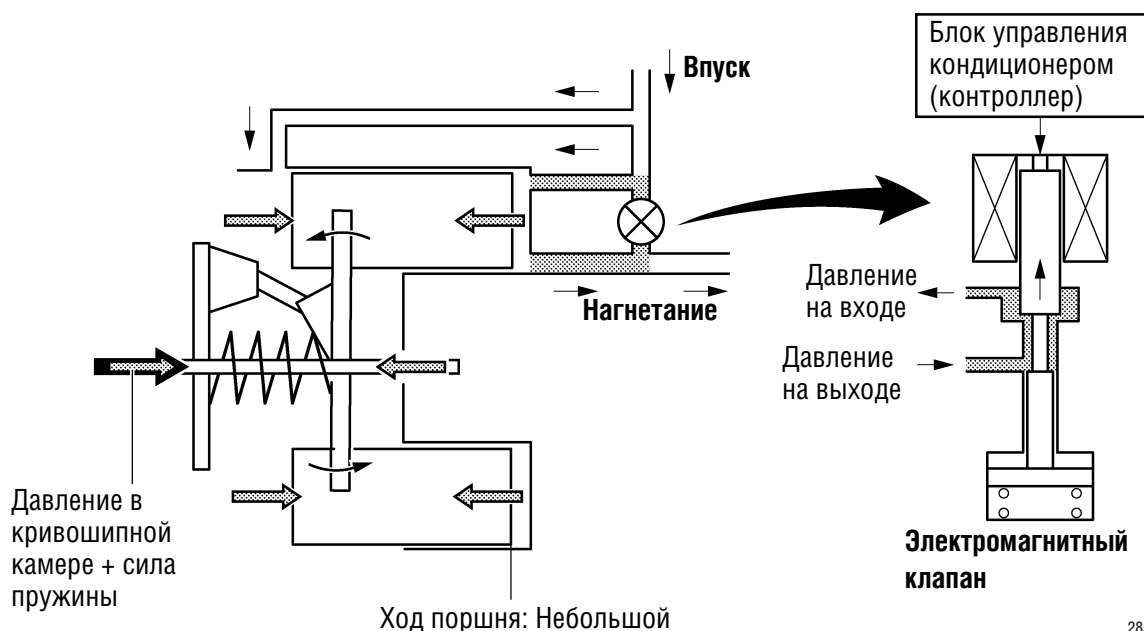 Блок управления
кондиционером
(контроллер)
Впуск
Нагнетание
Давление
на входе
Давление
на выходе
Давление в
кривошипной
камере + сила
пружины
Электромагнитный
клапан
Ход поршня: Небольшой
28